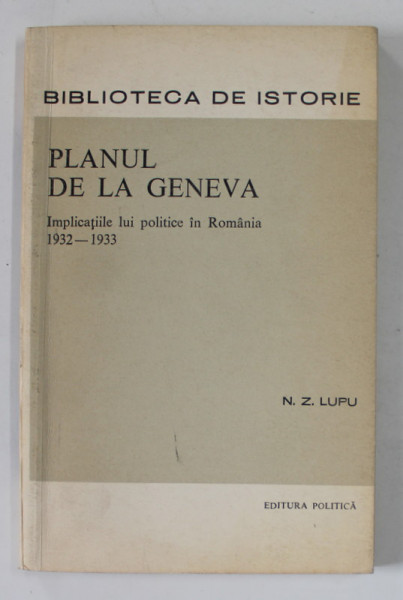 BIBLIOTECA DE ISTORIE
PLANUL
DE LA GENEVA
Implicațiile lui politice în România
1932—1933
N. Z. LUPU
EDITURA POLITICĂ